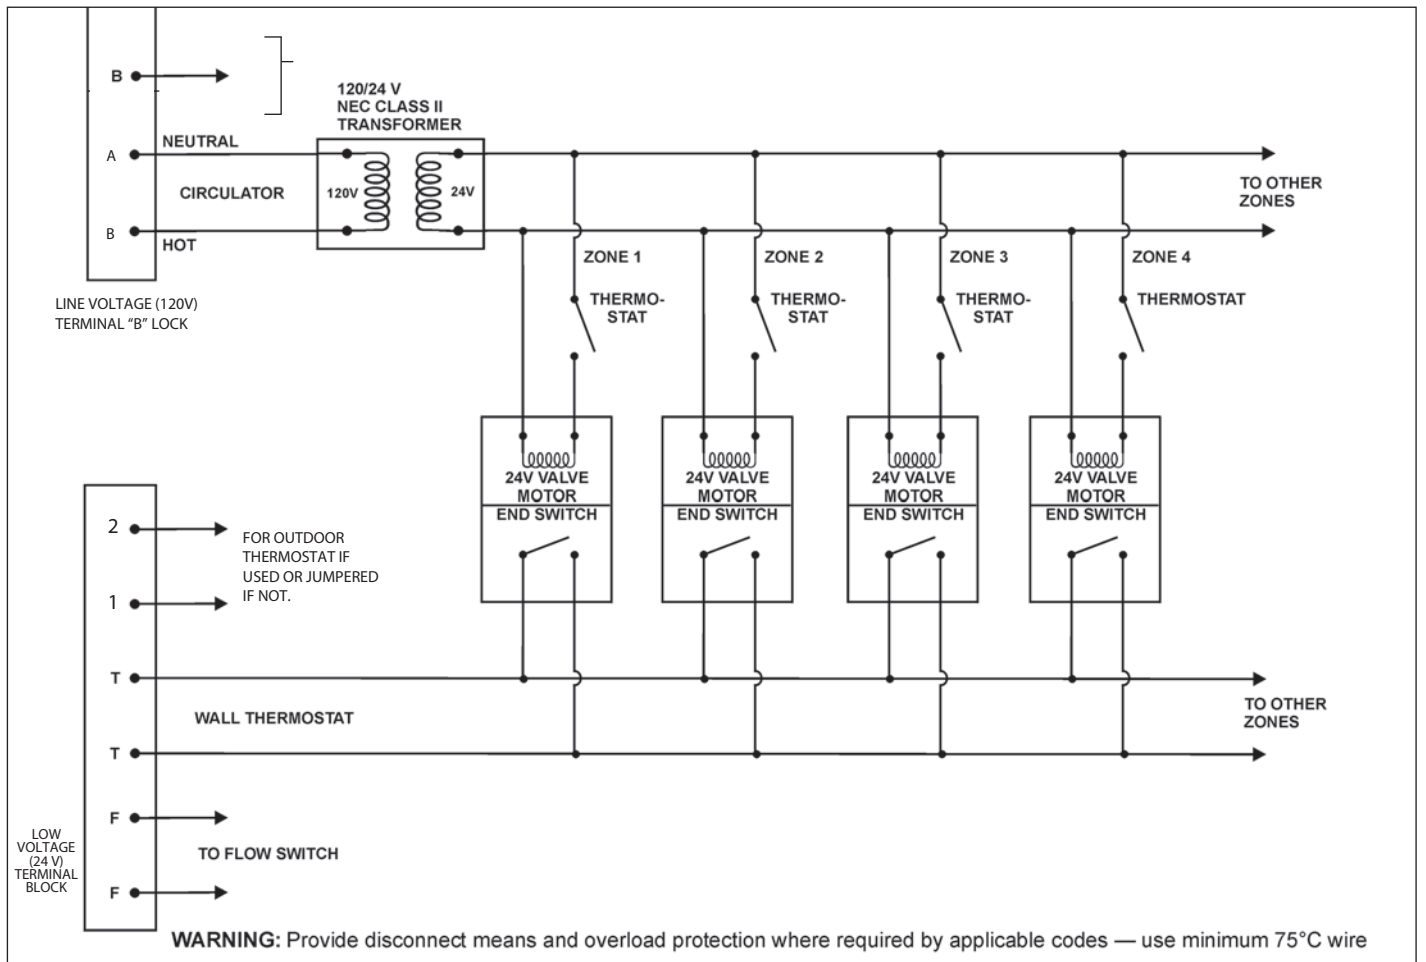 B
120/24 V
NEC CLASS II
TRANSFORMER
A
NEUTRAL
CIRCULATOR
120V
24V
TO OTHER
ZONES
B
HOT
LINE VOLTAGE (120V)
TERMINAL “B” LOCK
ZONE 1
ZONE 2
ZONE 3
ZONE 4
THERMO-
STAT
THERMO-
STAT
THERMO-
STAT
THERMOSTAT
24V VALVE
MOTOR
END SWITCH
24V VALVE
MOTOR
END SWITCH
24V VALVE
MOTOR
END SWITCH
24V VALVE
MOTOR
END SWITCH
2
FOR OUTDOOR
THERMOSTAT IF
USED OR JUMPERED
IF NOT.
1
T
WALL THERMOSTAT
T
TO OTHER
ZONES
F
TO FLOW SWITCH
F
LOW
VOLTAGE
(24 V)
TERMINAL
BLOCK
WARNING: Provide disconnect means and overload protection where required by applicable codes — use minimum 75°C wire